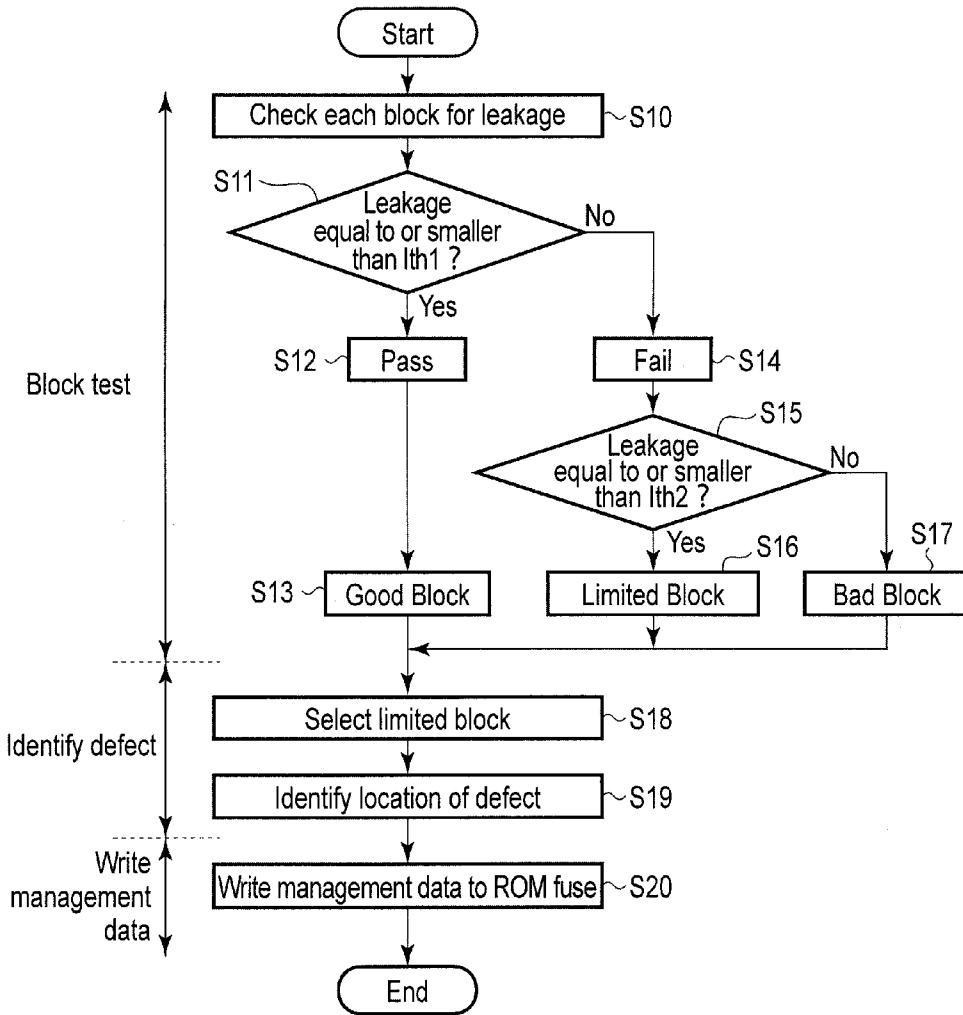 Start
Check each block for leakage
S10
S11
Leakage
equal to or smaller
than Ith1 ?
No
Yes
S12
Pass
Fail
S14
Block test
S15
Leakage
equal to or smaller
than Ith2 ?
No
Yes
S16
S17
S13
Good Block
Limited Block
Bad Block
Select limited block
S18
Identify defect
Identify location of defect
S19
Write
management
data
Write management data to ROM fuse
S20
End